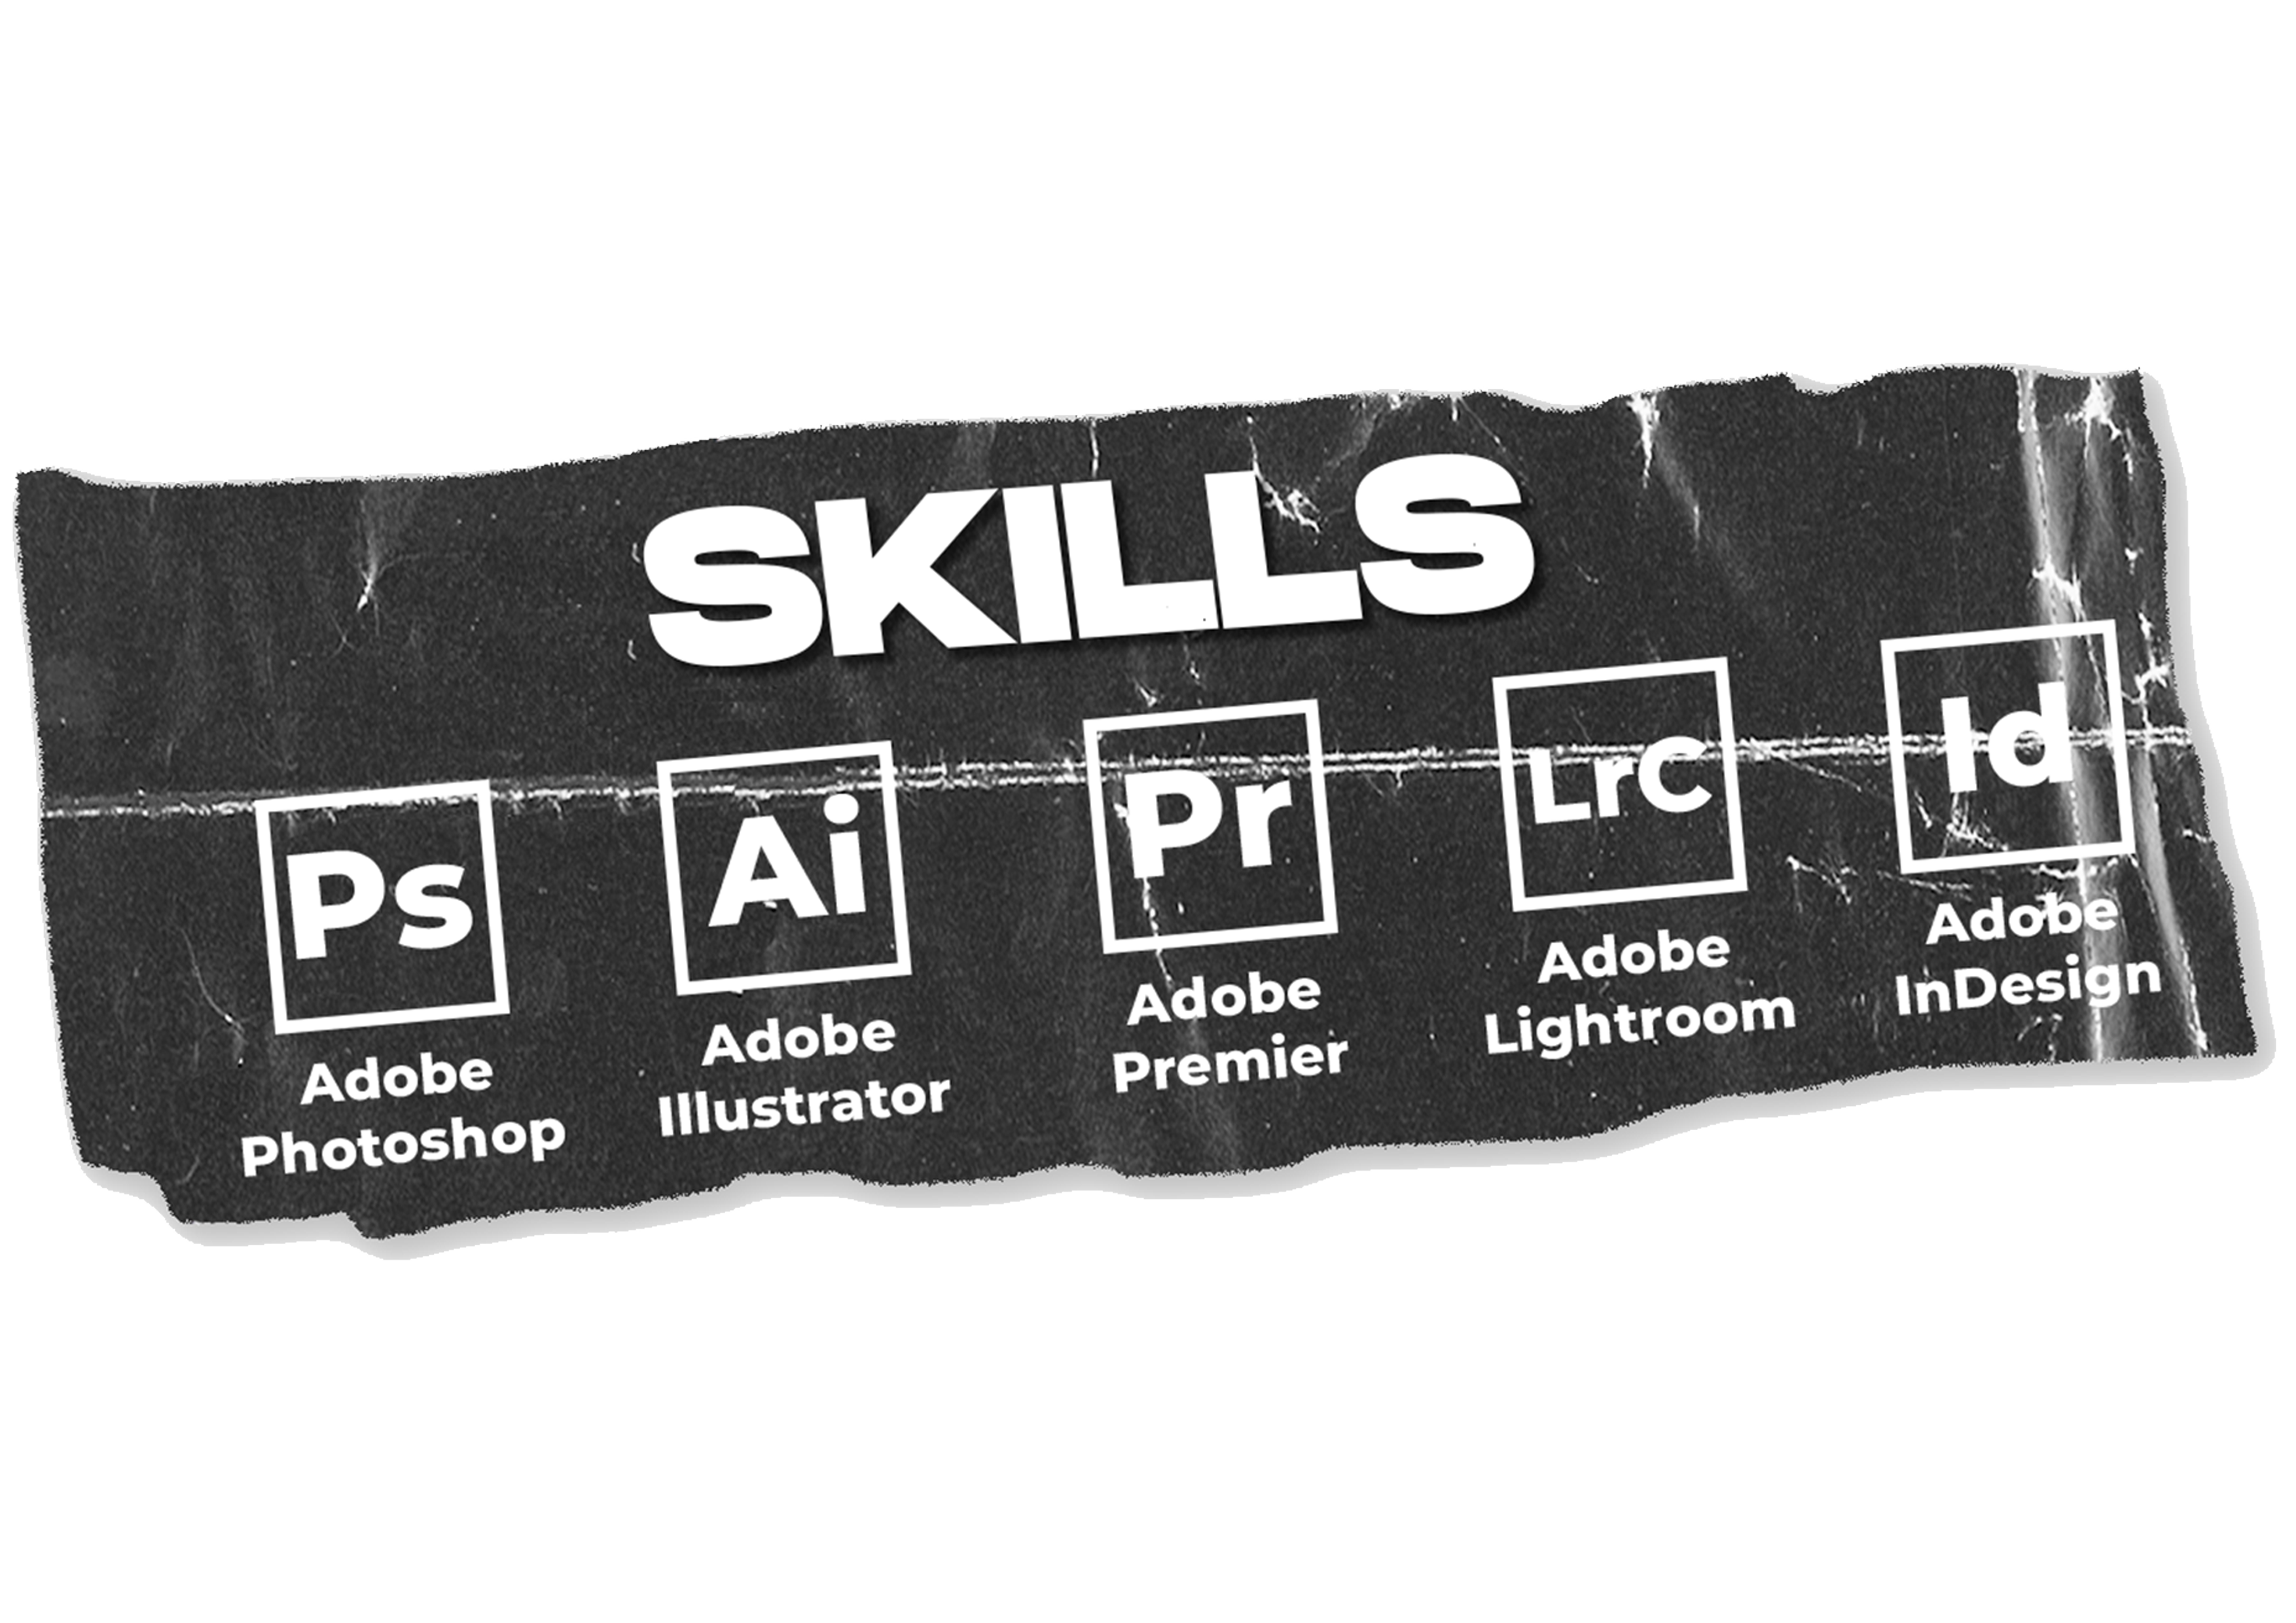 SKILLS
Ps
Ai
Pr
LrC
Id
Adobe
Photoshop
Adobe
Illustrator
Adobe
Premier
Adobe
Lightroom
Adobe
InDesign